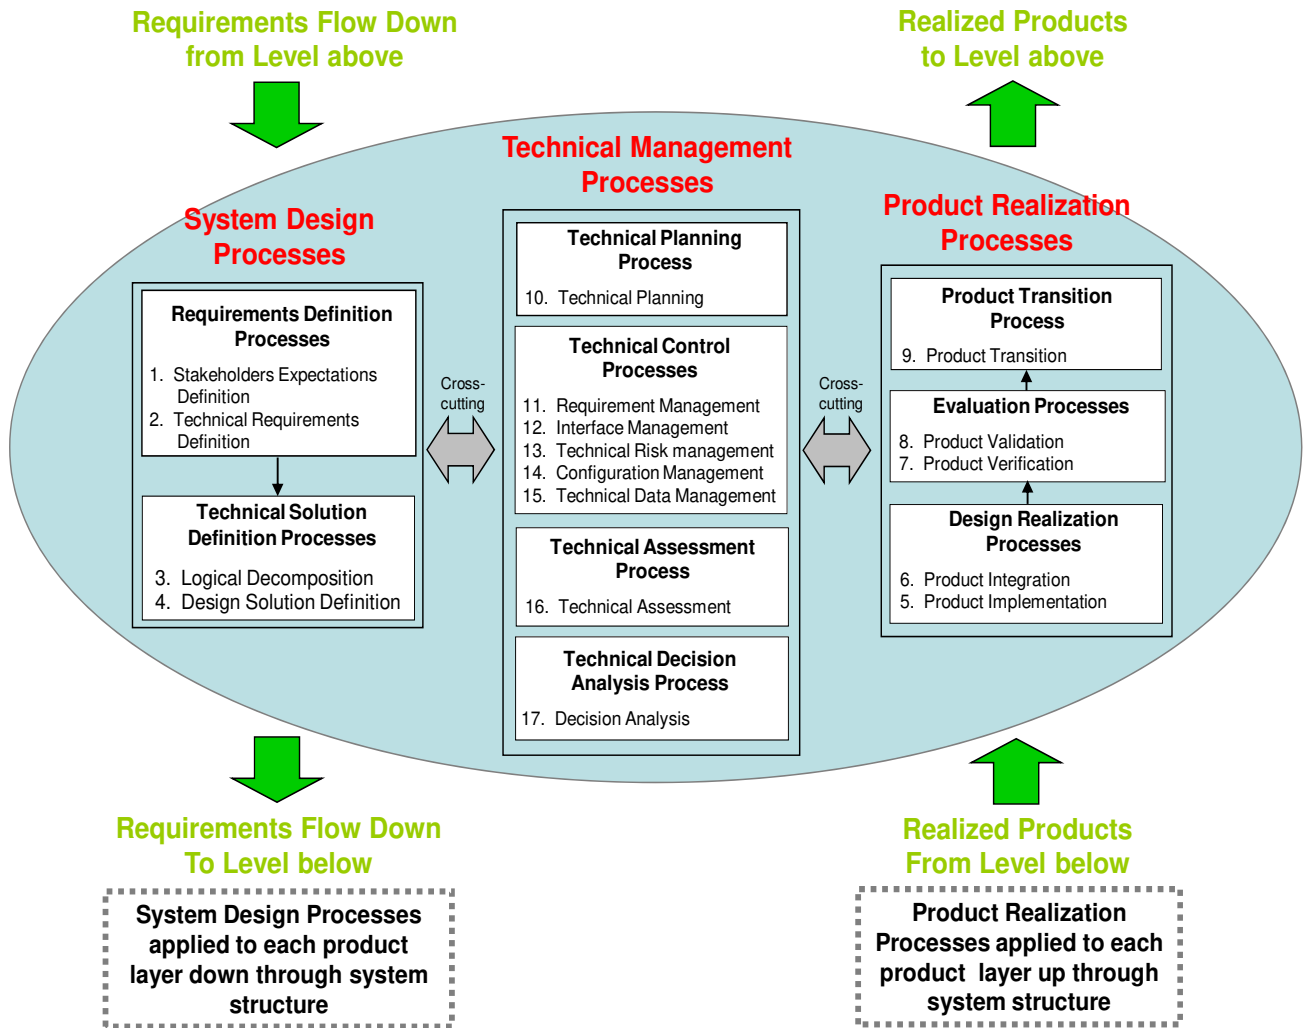 Requirements Flow Down
from Level above
Realized Products
to Level above
Technical Management
Processes
System Design
Processes
Product Realization
Processes
Requirements Definition
Processes
1. Stakeholders Expectations
Definition
2. Technical Requirements
Definition
Technical Solution
Definition Processes
3. Logical Decomposition
4. Design Solution Definition
Cross-
cutting
Technical Planning
Process
10. Technical Planning
Technical Control
Processes
11. Requirement Management
12. Interface Management
13. Technical Risk management
14. Configuration Management
15. Technical Data Management
Technical Assessment
Process
16. Technical Assessment
Technical Decision
Analysis Process
17. Decision Analysis
Cross-
cutting
Product Transition
Process
9. Product Transition
Evaluation Processes
8. Product Validation
7. Product Verification
Design Realization
Processes
6. Product Integration
5. Product Implementation
Requirements Flow Down
To Level below
Realized Products
From Level below
System Design Processes
applied to each product
layer down through system
structure
Product Realization
Processes applied to each
product layer up through
system structure